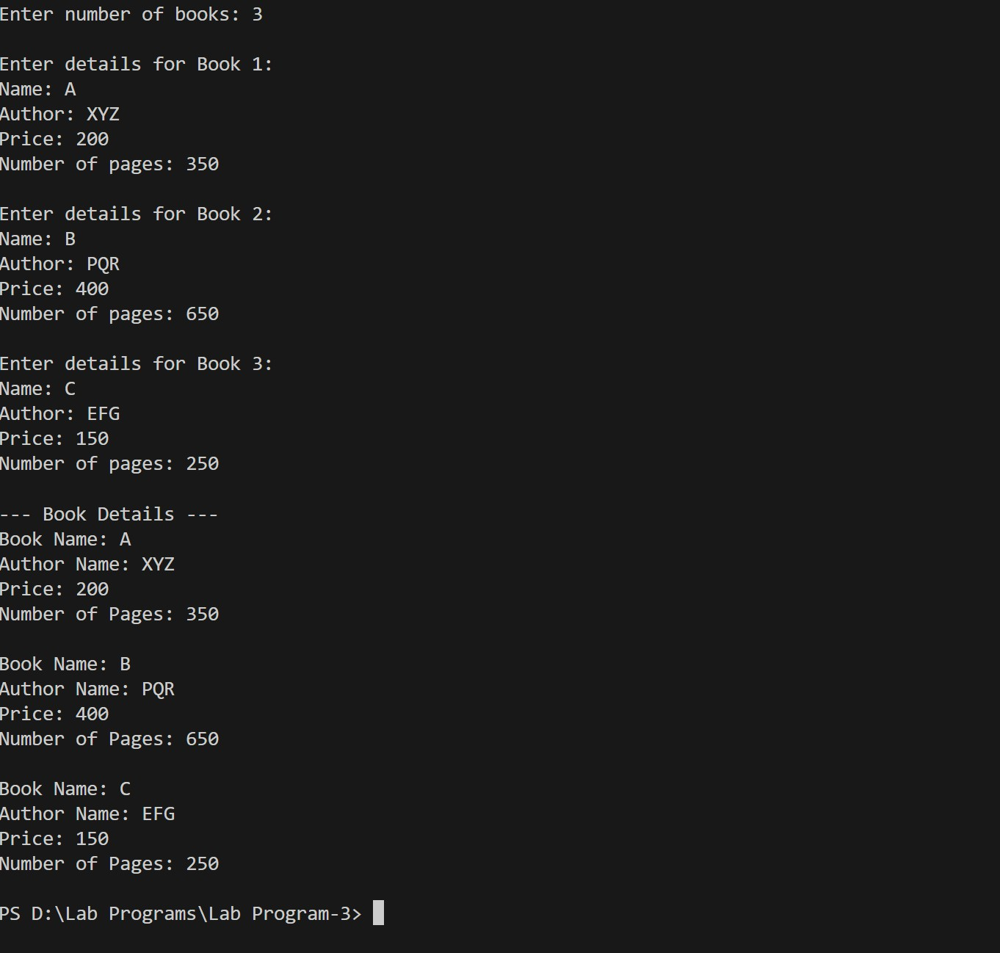 Enter number of books: 3
Enter details for Book 1:
Name: A
Author: XYZ
Price: 200
Number of pages: 350
Enter details for Book 2:
Name: B
Author: PQR
Price: 400
Number of pages: 650
Enter details for Book 3:
Name: C
Author: EFG
Price: 150
Number of pages: 250
--- Book Details ---
Book Name: A
Author Name: XYZ
Price: 200
Number of Pages: 350
Book Name: B
Author Name: PQR
Price: 400
Number of Pages: 650
Book Name: C
Author Name: EFG
Price: 150
Number of Pages: 250
PS D:\Lab Programs\Lab Program-3>